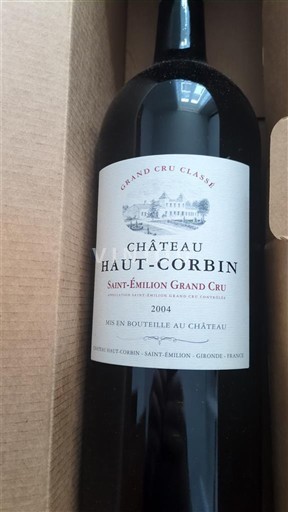 GRAND CRU CLASSÉ
CHÂTEAU
HAUT-CORBIN
SAINT-ÉMILION GRAND CRU
APPELLATION SAINT-ÉMILION GRAND CRU CONTRÔLÉE
2004
MIS EN BOUTEILLE AU CHÂTEAU
CHÂTEAU HAUT-CORBIN - SAINT-ÉMILION - GIRONDE - FRANCE